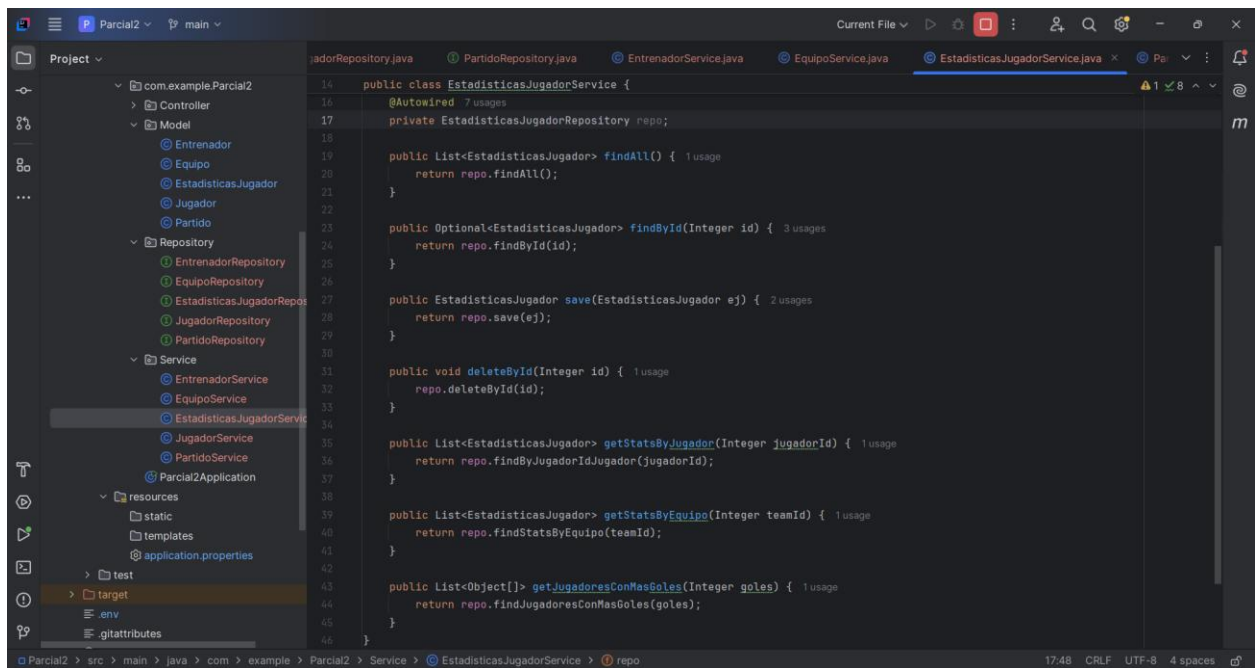 Parcial2
main
Current File
Project
jadorRepository.java
PartidoRepository.java
EntrenadorService.java
EquipoService.java
EstadisticasJugadorService.java
com.example.Parcial2
Controller
Model
Entrenador
Equipo
EstadisticasJugador
Jugador
Partido
Repository
EntrenadorRepository
EquipoRepository
EstadisticasJugadorRepos
JugadorRepository
PartidoRepository
Service
EntrenadorService
EquipoService
EstadisticasJugadorServic
JugadorService
PartidoService
Parcial2Application
resources
static
templates
application.properties
test
target
.env
.gitattributes
14 public class EstadisticasJugadorService {
1 8
16 @Autowired 7 usages
17 private EstadisticasJugadorRepository repo;
18
19 public List<EstadisticasJugador> findAll() { 1 usage
20 return repo.findAll();
21 }
22
23 public Optional<EstadisticasJugador> findById(Integer id) { 3 usages
24 return repo.findById(id);
25 }
26
27 public EstadisticasJugador save(EstadisticasJugador ej) { 2 usages
28 return repo.save(ej);
29 }
30
31 public void deleteById(Integer id) { 1 usage
32 repo.deleteById(id);
33 }
34
35 public List<EstadisticasJugador> getStatsByJugador(Integer jugadorId) { 1 usage
36 return repo.findByJugadorIdJugador(jugadorId);
37 }
38
39 public List<EstadisticasJugador> getStatsByEquipo(Integer teamId) { 1 usage
40 return repo.findStatsByEquipo(teamId);
41 }
42
43 public List<Object[]> getJugadoresConMasGoles(Integer goles) { 1 usage
44 return repo.findJugadoresConMasGoles(goles);
45 }
46 }
Parcial2 > src > main > java > com > example > Parcial2 > Service > EstadisticasJugadorService > repo
17:48 CRLF UTF-8 4 spaces